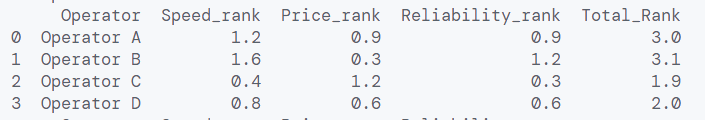 Operator Speed_rank Price_rank Reliability_rank Total_Rank
0 Operator A 1.2 0.9 0.9 3.0
1 Operator B 1.6 0.3 1.2 3.1
2 Operator C 0.4 1.2 0.3 1.9
3 Operator D 0.8 0.6 0.6 2.0